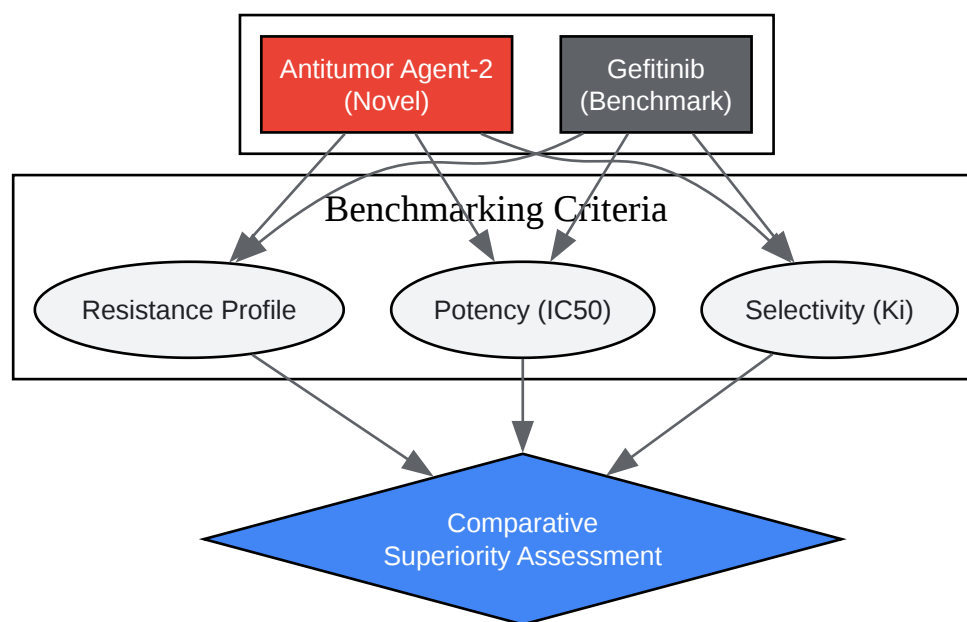 Antitumor Agent-2
(Novel)
Gefitinib
(Benchmark)
Benchmarking Criteria
Resistance Profile
Potency (IC50)
Selectivity (Ki)
Comparative
Superiority Assessment